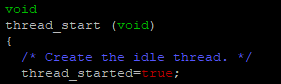 void
thread_start (void)
{
/* Create the idle thread. */
thread_started=true;